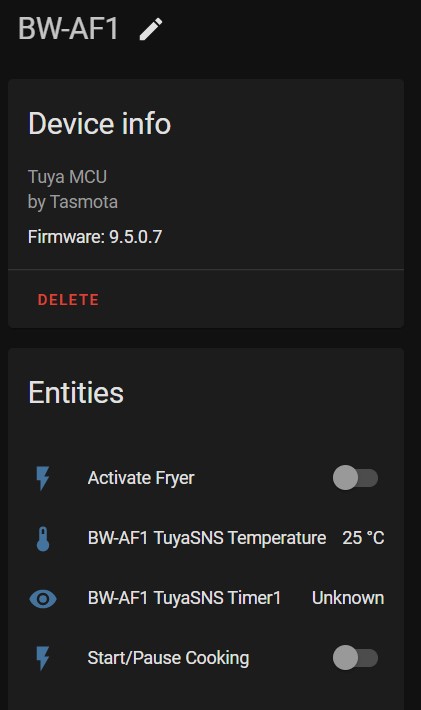 BW-AF1
Device info
Tuya MCU
by Tasmota
Firmware: 9.5.0.7
DELETE
Entities
Activate Fryer
BW-AF1 TuyaSNS Temperature 25 °C
BW-AF1 TuyaSNS Timer1 Unknown
Start/Pause Cooking